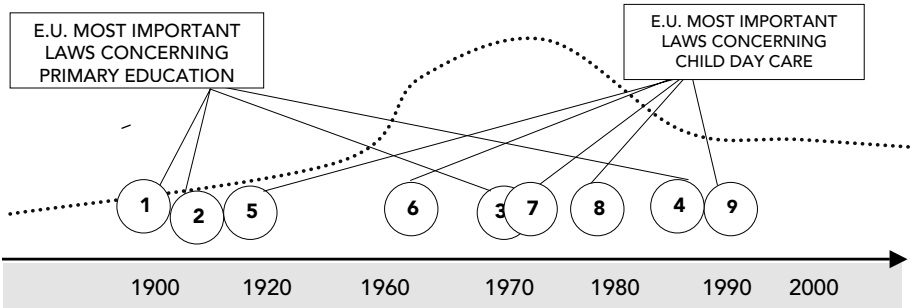 E.U. MOST IMPORTANT
LAWS CONCERNING
PRIMARY EDUCATION
E.U. MOST IMPORTANT
LAWS CONCERNING
CHILD DAY CARE
1 2 5 6 3 7 8 4 9
1900 1920 1960 1970 1980 1990 2000